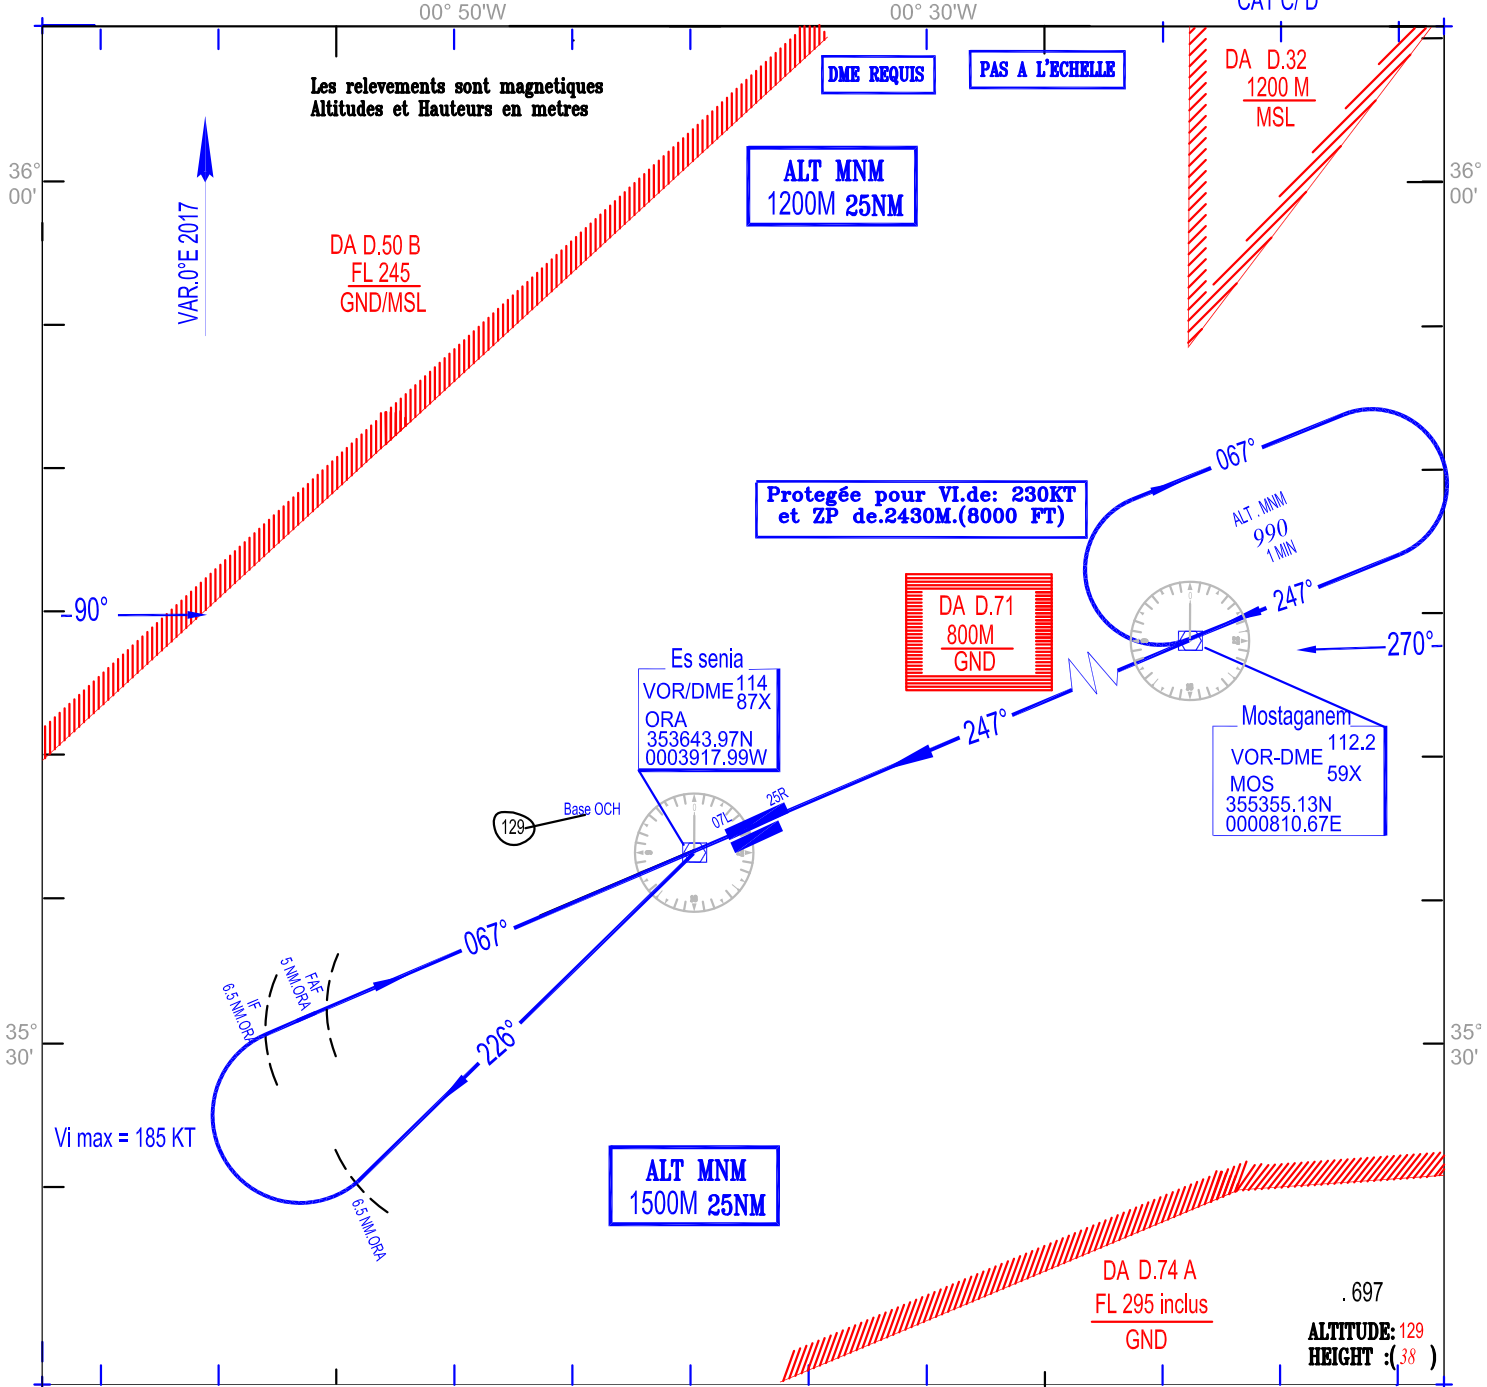 00° 50'W
00° 30'W
CAT C/D
Les relevements sont magnetiques
Altitudes et Hauteurs en metres
DME REQUIS
PAS A L'ECHELLE
DA D.32
1200 M
MSL
36°
00'
36°
00'
VAR.0°E 2017
ALT MNM
1200M 25NM
DA D.50 B
FL 245
GND/MSL
067°
Protegée pour VI.de: 230KT
et ZP de.2430M.(8000 FT)
ALT . MNM
990
1 MIN
247°
90°
270°
DA D.71
800M
GND
Es senia
VOR/DME 114
87X
ORA
353643.97N
0003917.99W
247°
Mostaganem
112.2
VOR-DME
59X
MOS
355355.13N
0000810.67E
129
Base OCH
07L
25R
067°
FAF
5 NM.ORA
IF
6.5 NM.ORA
226°
35°
30'
35°
30'
Vi max = 185 KT
6.5 NM.ORA
ALT MNM
1500M 25NM
DA D.74 A
FL 295 inclus
GND
. 697
ALTITUDE: 129
HEIGHT :( 38 )